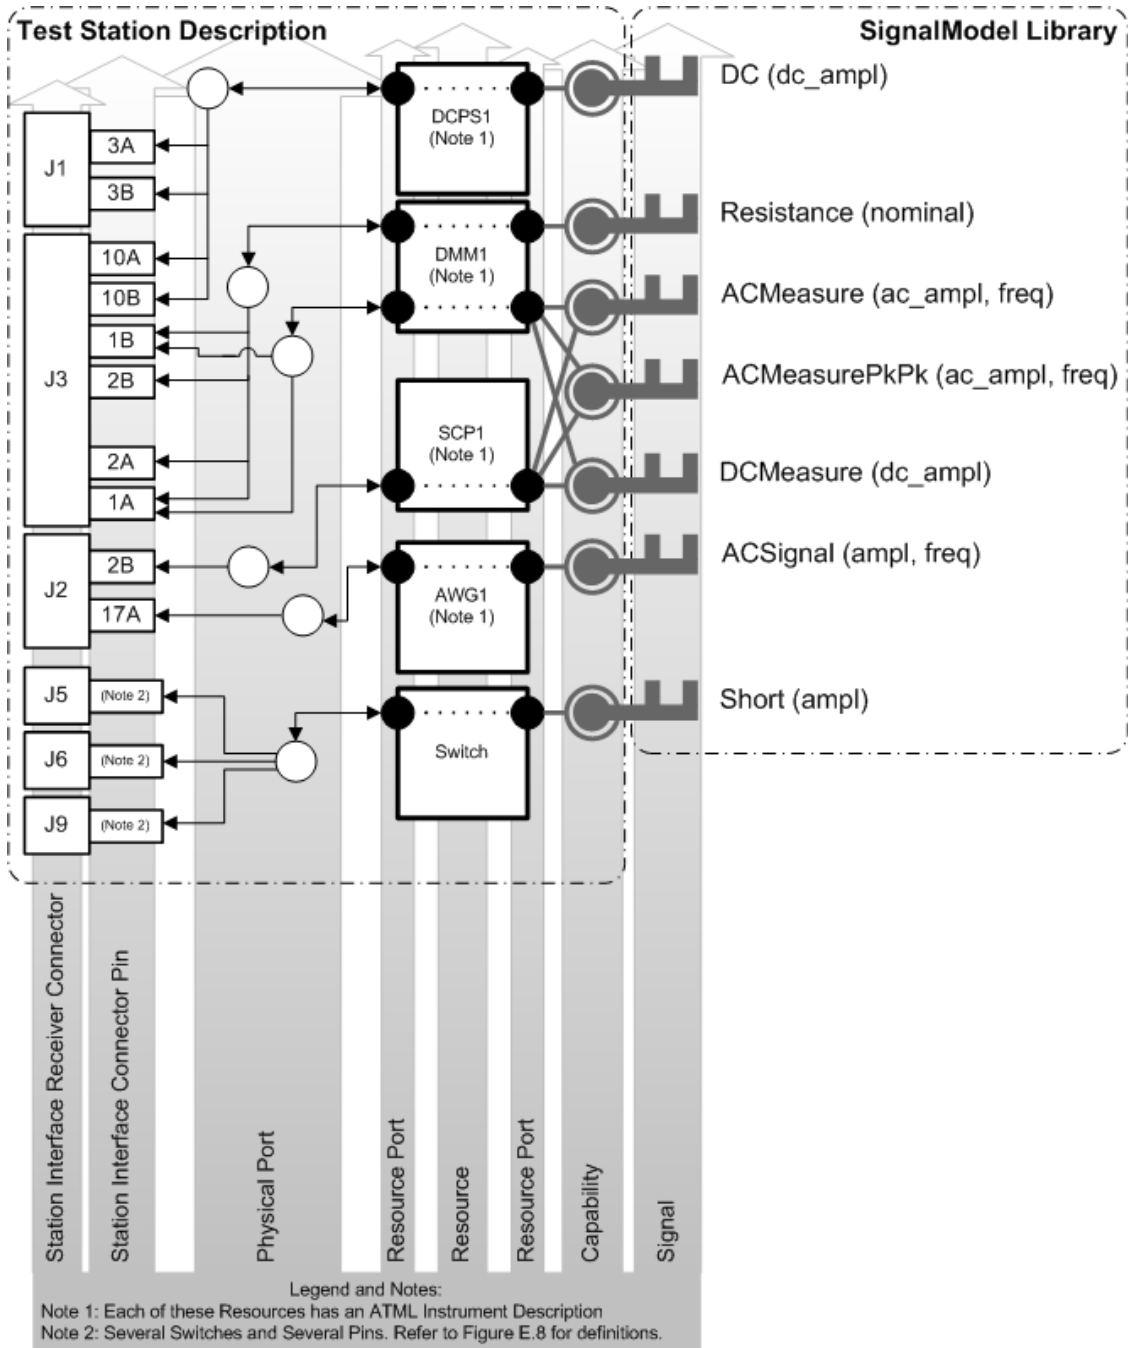 Test Station Description
SignalModel Library
J1
3A
3B
J3
10A
10B
1B
2B
2A
1A
J2
2B
17A
J5
(Note 2)
J6
(Note 2)
J9
(Note 2)
DCPS1
(Note 1)
DMM1
(Note 1)
SCP1
(Note 1)
AWG1
(Note 1)
Switch
DC (dc_ampl)
Resistance (nominal)
ACMeasure (ac_ampl, freq)
ACMeasurePkPk (ac_ampl, freq)
DCMeasure (dc_ampl)
ACSignal (ampl, freq)
Short (ampl)
Station Interface Receiver Connector
Station Interface Connector Pin
Physical Port
Resource Port
Resource
Resource Port
Capability
Signal
Legend and Notes:
Note 1: Each of these Resources has an ATML Instrument Description
Note 2: Several Switches and Several Pins. Refer to Figure E.8 for definitions.